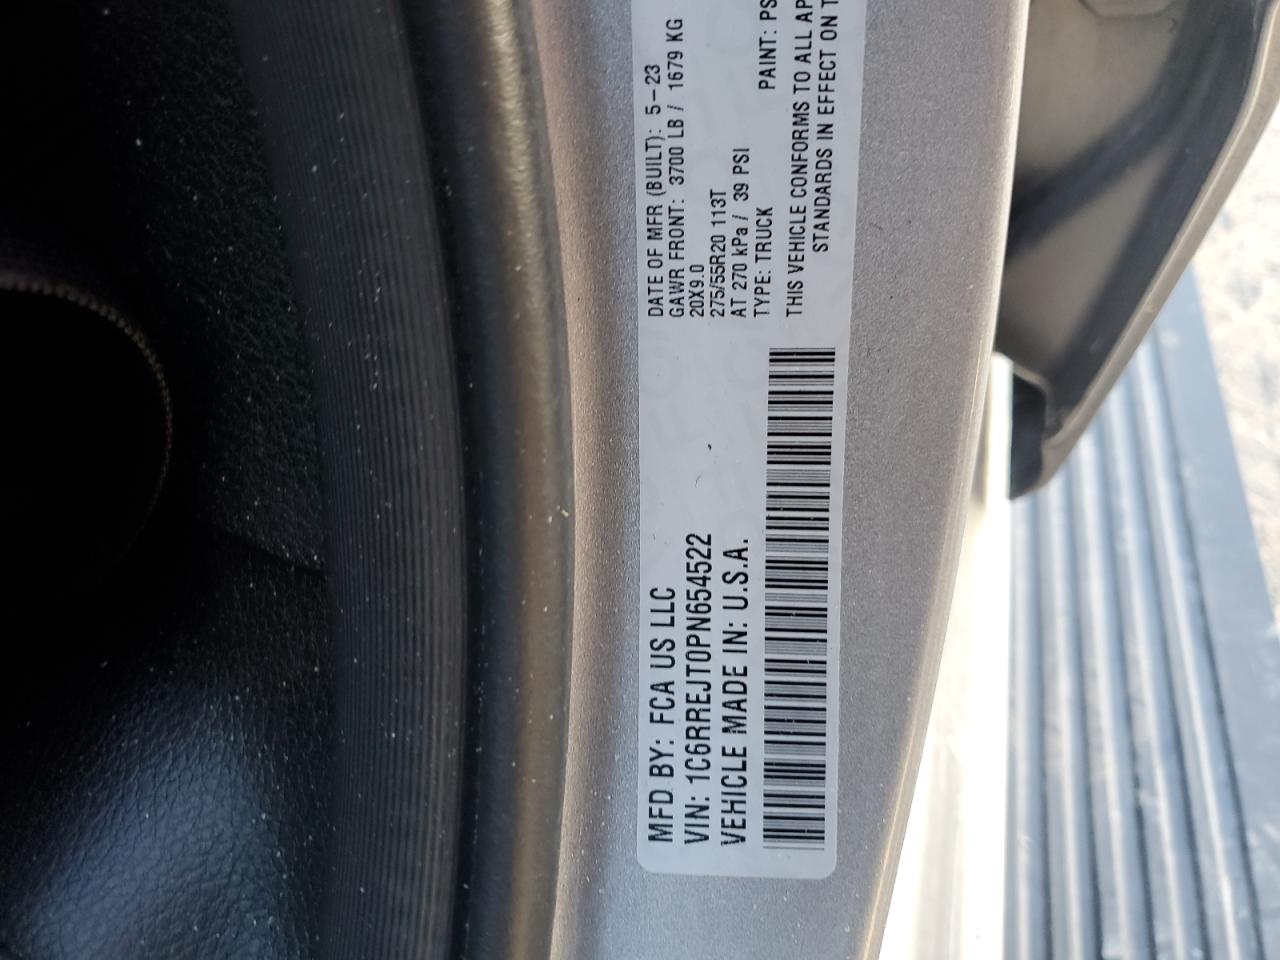 MFD BY: FCA US LLC
VIN: 1C6RREJT0PN654522
VEHICLE MADE IN: U.S.A.
DATE OF MFR (BUILT): 5-23
GAWR FRONT: 3700 LB / 1679 KG
20X9.0
275/55R20 113T
AT 270 kPa / 39 PSI
TYPE: TRUCK PAINT: PS
THIS VEHICLE CONFORMS TO ALL AP
STANDARDS IN EFFECT ON T